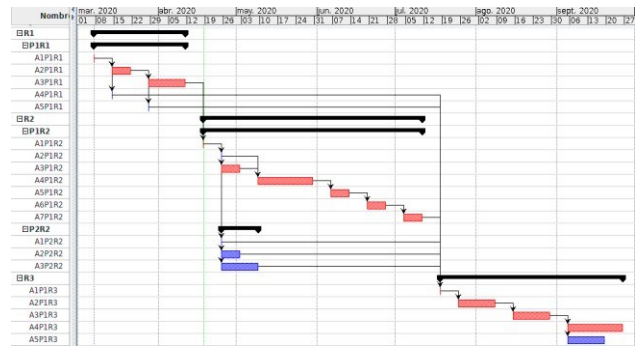 Nombre
mar. 2020 abr. 2020 may. 2020 jun. 2020 jul. 2020 ago. 2020 sept. 2020
01 08 15 22 29 05 12 19 26 03 10 17 24 31 07 14 21 28 05 12 19 26 02 09 16 23 30 06 13 20 27
R1
P1R1
A1P1R1
A2P1R1
A3P1R1
A4P1R1
A5P1R1
R2
P1R2
A1P1R2
A2P1R2
A3P1R2
A4P1R2
A5P1R2
A6P1R2
A7P1R2
P2R2
A1P2R2
A2P2R2
A3P2R2
R3
A1P1R3
A2P1R3
A3P1R3
A4P1R3
A5P1R3